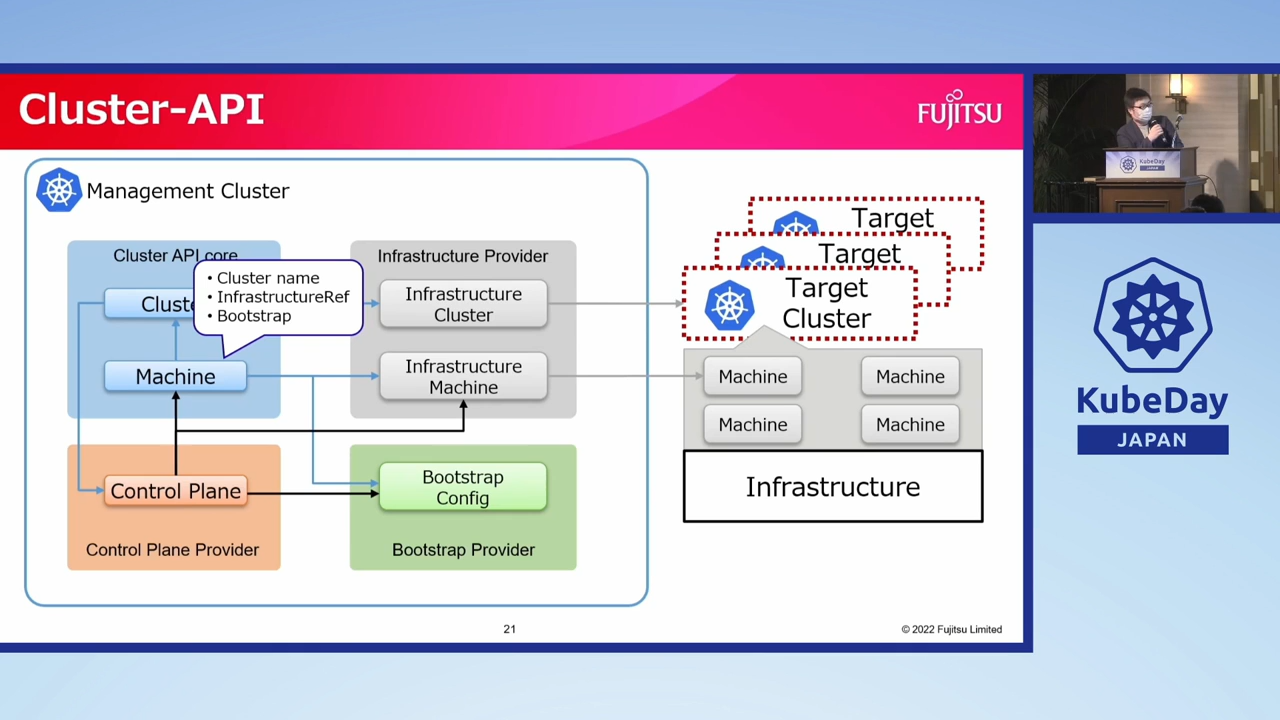 Cluster-API
FUJITSU
Management Cluster
Cluster API core
• Cluster name
• InfrastructureRef
• Bootstrap
Machine
Infrastructure Provider
Infrastructure
Cluster
Infrastructure
Machine
Control Plane
Control Plane Provider
Bootstrap
Config
Bootstrap Provider
Target
Target
Target
Cluster
Machine
Machine
Machine
Machine
Infrastructure
21
© 2022 Fujitsu Limited
KubeDay
JAPAN
KubeDay
JAPAN